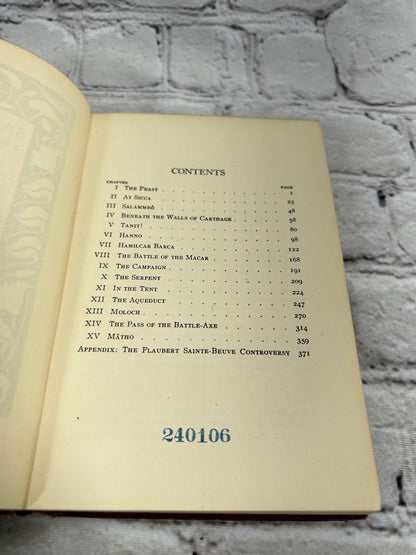 CONTENTS
CHAPTER PAGE
I THE FEAST . . . . . . . . . . 1
II AT SICCA . . . . . . . . . . 23
III SALAMMBÔ . . . . . . . . . . 48
IV BENEATH THE WALLS OF CARTHAGE . . . . . 58
V TANIT! . . . . . . . . . . 80
VI HANNO . . . . . . . . . . 98
VII HAMILCAR BARCA . . . . . . . . 122
VIII THE BATTLE OF THE MACAR . . . . . . 168
IX THE CAMPAIGN . . . . . . . . . 191
X THE SERPENT . . . . . . . . . 209
XI IN THE TENT . . . . . . . . . 224
XII THE AQUEDUCT . . . . . . . . . 247
XIII MOLOCH . . . . . . . . . . 270
XIV THE PASS OF THE BATTLE-AXE . . . . . . 314
XV MÂTHO . . . . . . . . . . 359
APPENDIX: THE FLAUBERT SAINTE-BEUVE CONTROVERSY 371
240106